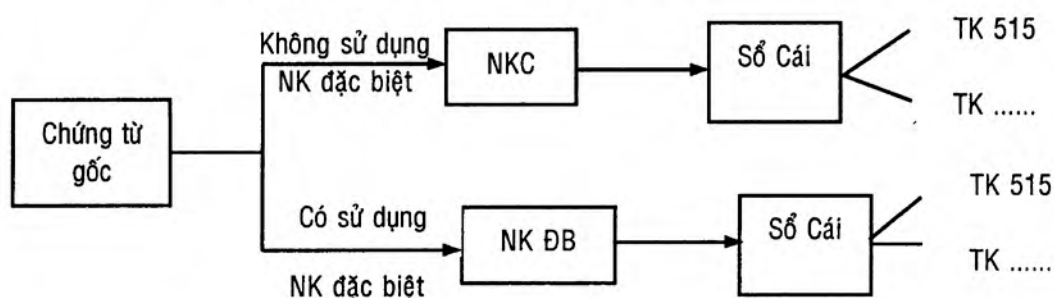 Chứng từ
gốc
Không sử dụng
NK đặc biệt
NKC
Sổ Cái
TK 515
TK ......
Có sử dụng
NK đặc biệt
NK ĐB
Sổ Cái
TK 515
TK ......